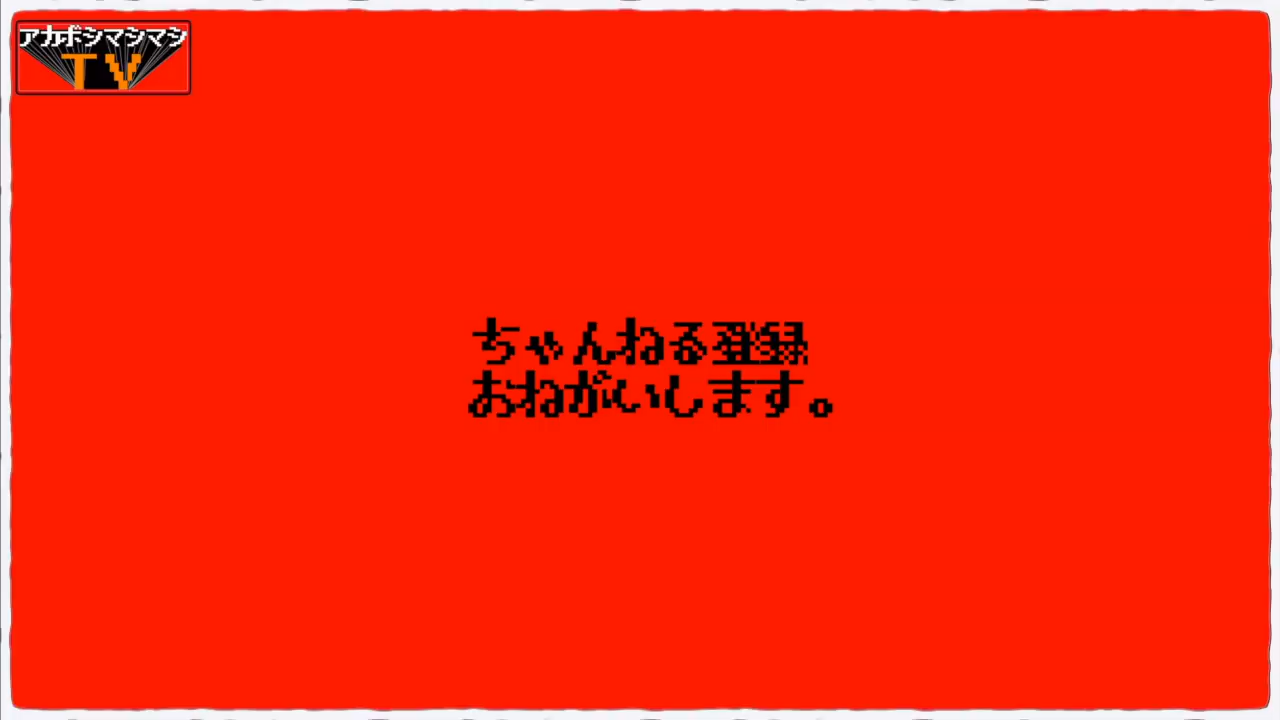 アカボシマシマシ
TV
ちゃんねる登録
おねがいします。